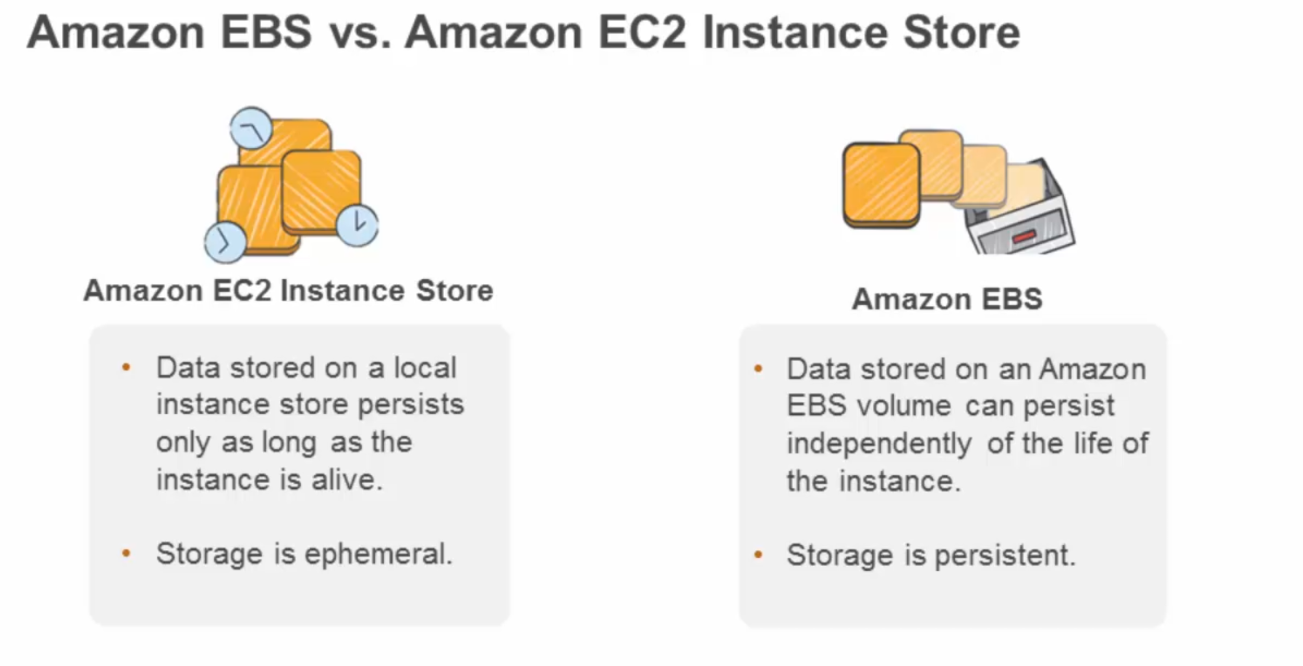 Amazon EBS vs. Amazon EC2 Instance Store
Amazon EC2 Instance Store
• Data stored on a local
instance store persists
only as long as the
instance is alive.
• Storage is ephemeral.
Amazon EBS
• Data stored on an Amazon
EBS volume can persist
independently of the life of
the instance.
• Storage is persistent.